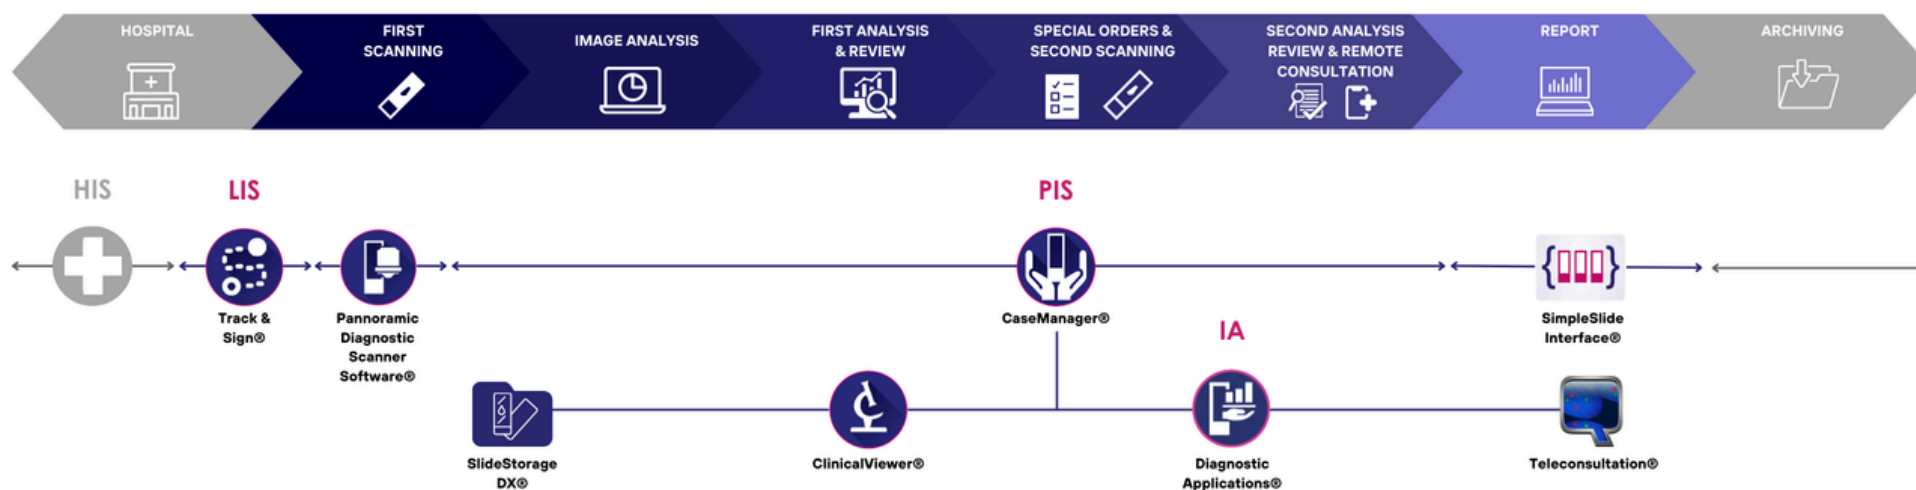 HOSPITAL
FIRST
SCANNING
IMAGE ANALYSIS
FIRST ANALYSIS
& REVIEW
SPECIAL ORDERS &
SECOND SCANNING
SECOND ANALYSIS
REVIEW & REMOTE
CONSULTATION
REPORT
ARCHIVING
HIS
LIS
PIS
Track &
Sign®
Pannoramic
Diagnostic
Scanner
Software®
CaseManager®
SimpleSlide
Interface®
IA
SlideStorage
DX®
ClinicalViewer®
Diagnostic
Applications®
Teleconsultation®